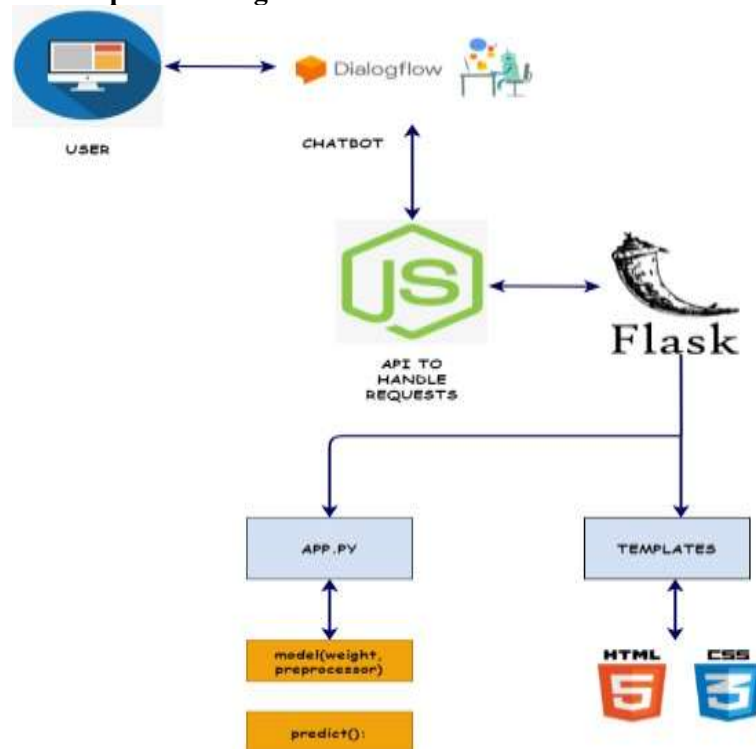 Dialogflow
USER
CHATBOT
JS
Flask
API TO
HANDLE
REQUESTS
APP.PY
TEMPLATES
model(weight,
preprocessor)
HTML
5
CSS
3
predict():